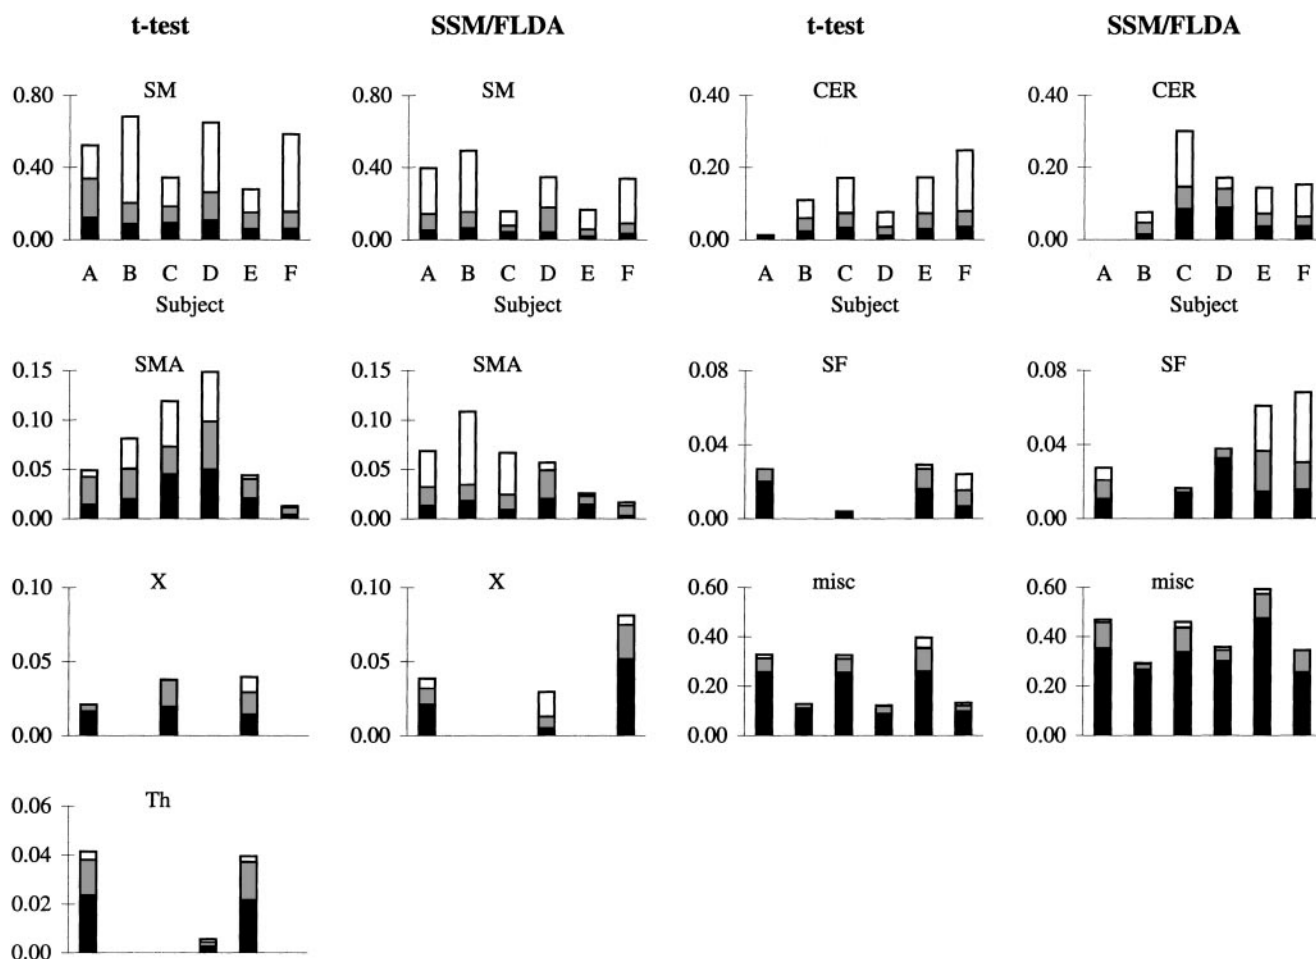 t-test SSM/FLDA t-test SSM/FLDA
SM SM CER CER
0.80 0.80 0.40 0.40
0.40 0.40 0.20 0.20
0.00 0.00 0.00 0.00
A B C D E F A B C D E F A B C D E F A B C D E F
Subject Subject Subject Subject
SMA SMA SF SF
0.15 0.15 0.08 0.08
0.10 0.10
0.05 0.05 0.04 0.04
0.00 0.00 0.00 0.00
X X misc misc
0.10 0.10 0.60 0.60
0.05 0.05 0.40 0.40
0.20 0.20
0.00 0.00 0.00 0.00
Th
0.06
0.04
0.02
0.00